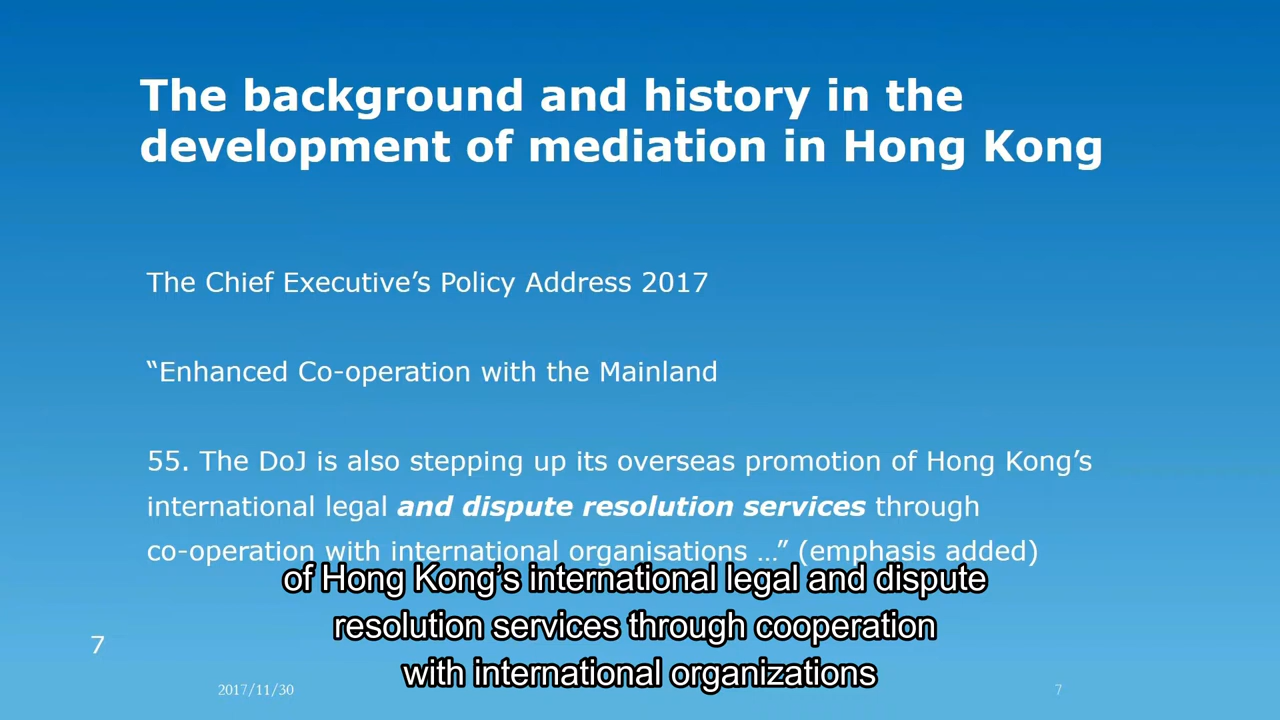 The background and history in the
development of mediation in Hong Kong
The Chief Executive’s Policy Address 2017
“Enhanced Co-operation with the Mainland
55. The DoJ is also stepping up its overseas promotion of Hong Kong’s
international legal and dispute resolution services through
co-operation with international organisations …” (emphasis added)
of Hong Kong’s international legal and dispute
resolution services through cooperation
with international organizations
7
2017/11/30
7